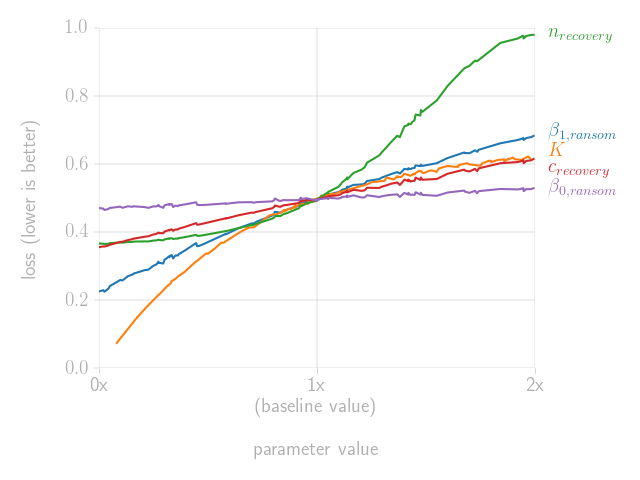 1.0
0.8
0.6
0.4
0.2
0.0
loss (lower is better)
0x
1x
2x
(baseline value)
parameter value
n_recovery
β_1,ransom
K
c_recovery
β_0,ransom